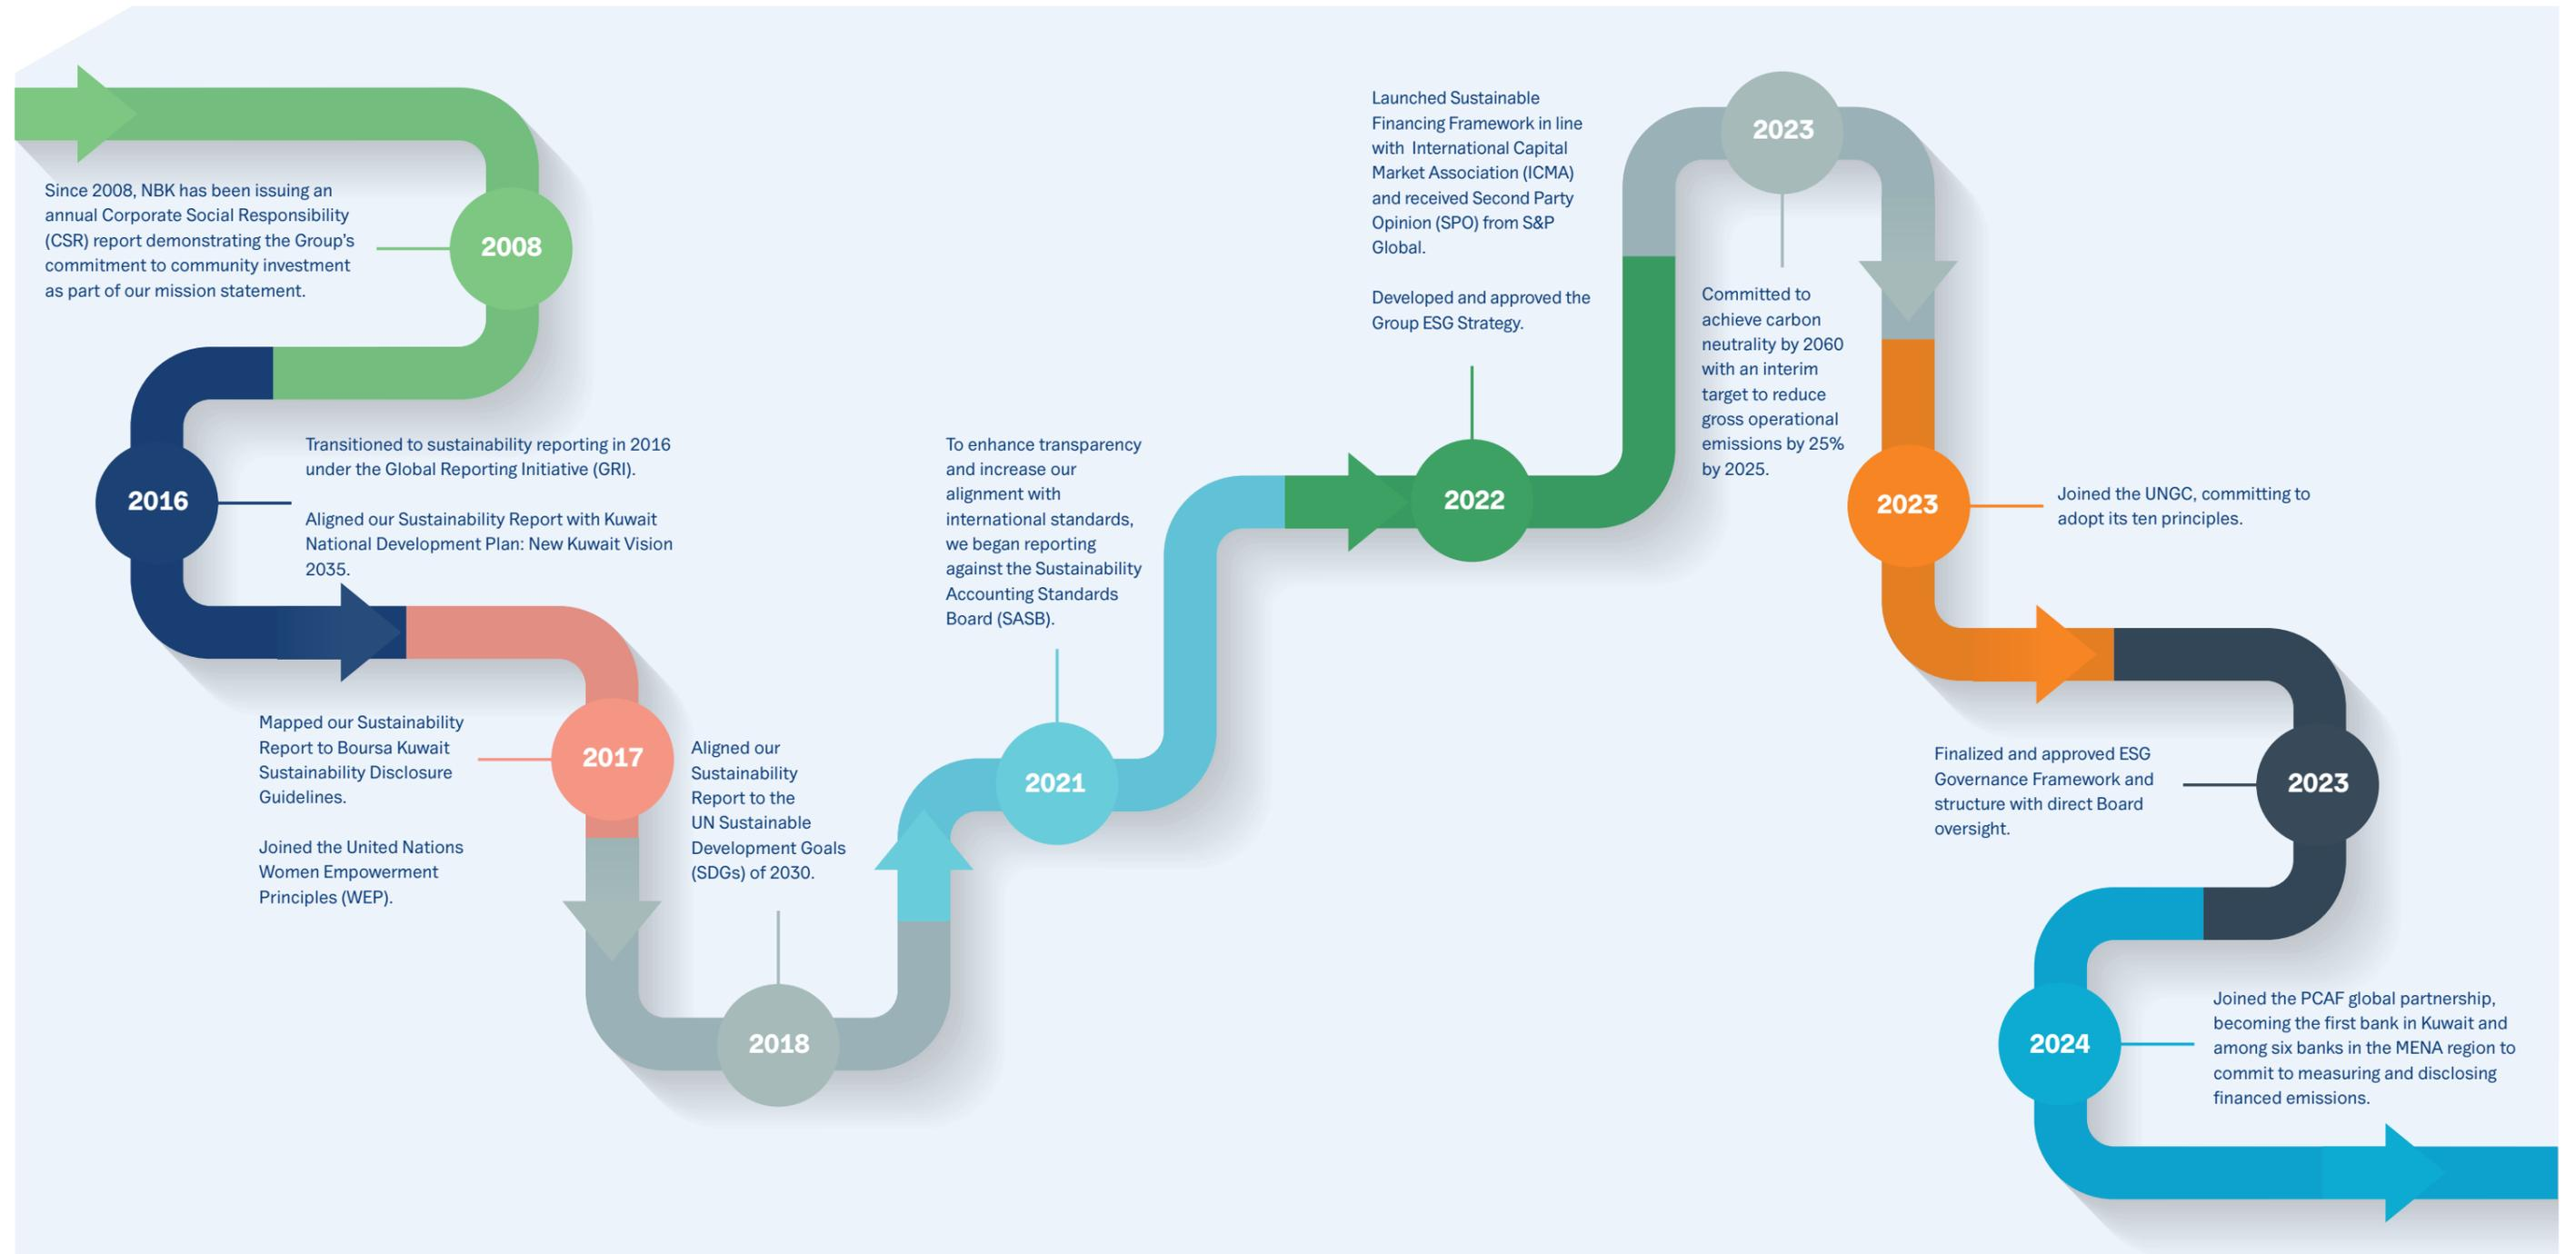 Since 2008, NBK has been issuing an
annual Corporate Social Responsibility
(CSR) report demonstrating the Group's
commitment to community investment
as part of our mission statement.
2008
2016
Transitioned to sustainability reporting in 2016
under the Global Reporting Initiative (GRI).
Aligned our Sustainability Report with Kuwait
National Development Plan: New Kuwait Vision
2035.
Mapped our Sustainability
Report to Boursa Kuwait
Sustainability Disclosure
Guidelines.
Joined the United Nations
Women Empowerment
Principles (WEP).
2017
Aligned our
Sustainability
Report to the
UN Sustainable
Development Goals
(SDGs) of 2030.
2018
To enhance transparency
and increase our
alignment with
international standards,
we began reporting
against the Sustainability
Accounting Standards
Board (SASB).
2021
Launched Sustainable
Financing Framework in line
with  International Capital
Market Association (ICMA)
and received Second Party
Opinion (SPO) from S&P
Global.
Developed and approved the
Group ESG Strategy.
2022
2023
Committed to
achieve carbon
neutrality by 2060
with an interim
target to reduce
gross operational
emissions by 25%
by 2025.
2023
Joined the UNGC, committing to
adopt its ten principles.
Finalized and approved ESG
Governance Framework and
structure with direct Board
oversight.
2023
2024
Joined the PCAF global partnership,
becoming the first bank in Kuwait and
among six banks in the MENA region to
commit to measuring and disclosing
financed emissions.